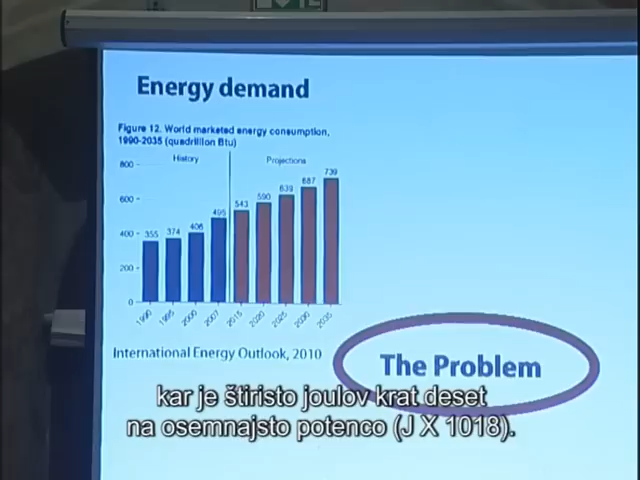 Energy demand
Figure 12. World marketed energy consumption,
1990-2035 (quadrillion Btu)
History
Projections
800
600
400
200
0
355
374
406
495
543
590
639
687
739
1990
1995
2000
2007
2015
2020
2025
2030
2035
International Energy Outlook, 2010
The Problem
kar je štiristo joulov krat deset
na osemnajsto potenco (J X 1018).